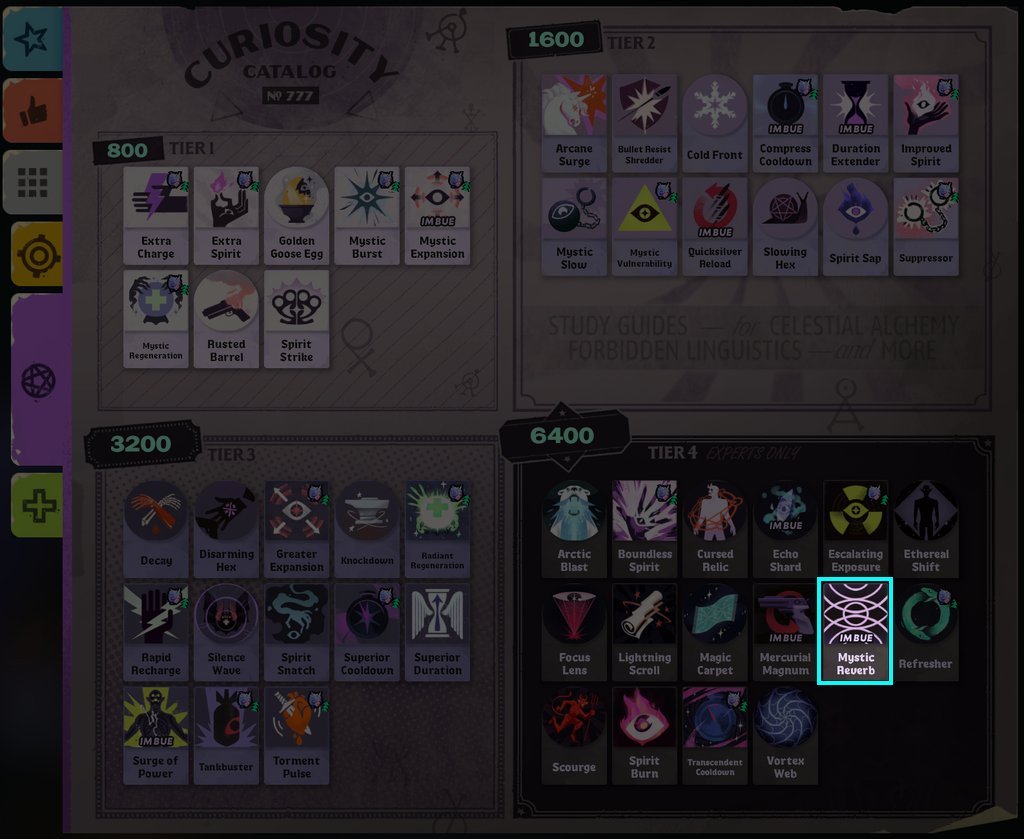 CURIOSITY
CATALOG
Nº 777
800 TIER 1
Extra Charge
Extra Spirit
Golden Goose Egg
Mystic Burst
IMBUE
Mystic Expansion
Mystic Regeneration
Rusted Barrel
Spirit Strike
1600 TIER 2
Arcane Surge
Bullet Resist Shredder
Cold Front
IMBUE
Compress Cooldown
IMBUE
Duration Extender
Improved Spirit
Mystic Slow
Mystic Vulnerability
IMBUE
Quicksilver Reload
Slowing Hex
Spirit Sap
Suppressor
STUDY GUIDES — for CELESTIAL ALCHEMY
FORBIDDEN LINGUISTICS — and MORE
3200 TIER 3
Decay
Disarming Hex
Greater Expansion
Knockdown
Radiant Regeneration
Rapid Recharge
Silence Wave
Spirit Snatch
Superior Cooldown
Superior Duration
IMBUE
Surge of Power
Tankbuster
Torment Pulse
6400 TIER 4 EXPERTS ONLY
Arctic Blast
Boundless Spirit
Cursed Relic
IMBUE
Echo Shard
Escalating Exposure
Ethereal Shift
Focus Lens
Lightning Scroll
Magic Carpet
IMBUE
Mercurial Magnum
IMBUE
Mystic Reverb
Refresher
Scourge
Spirit Burn
Transcendent Cooldown
Vortex Web